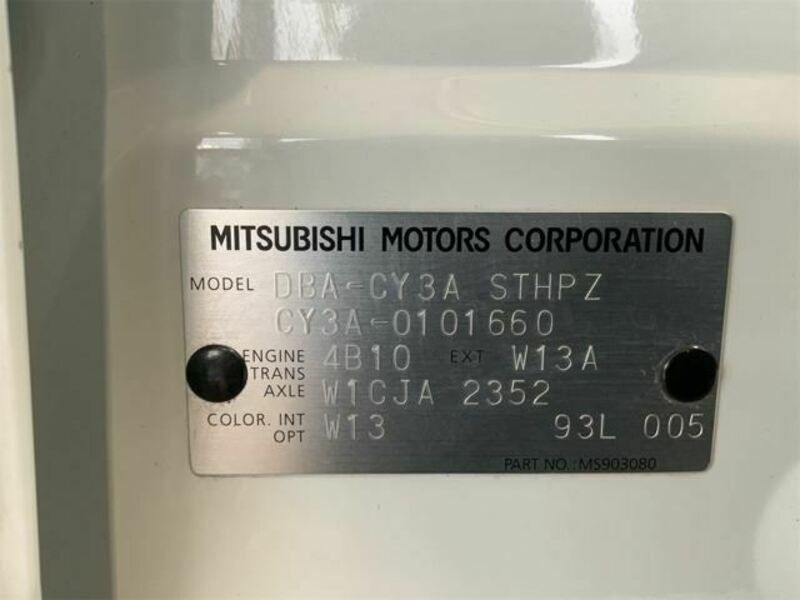 MITSUBISHI MOTORS CORPORATION
MODEL DBA-CY3A STHPZ
CY3A-0101660
ENGINE 4B10 EXT W13A
TRANS
AXLE W1CJA 2352
COLOR. INT
OPT W13 93L 005
PART NO.:MS903080